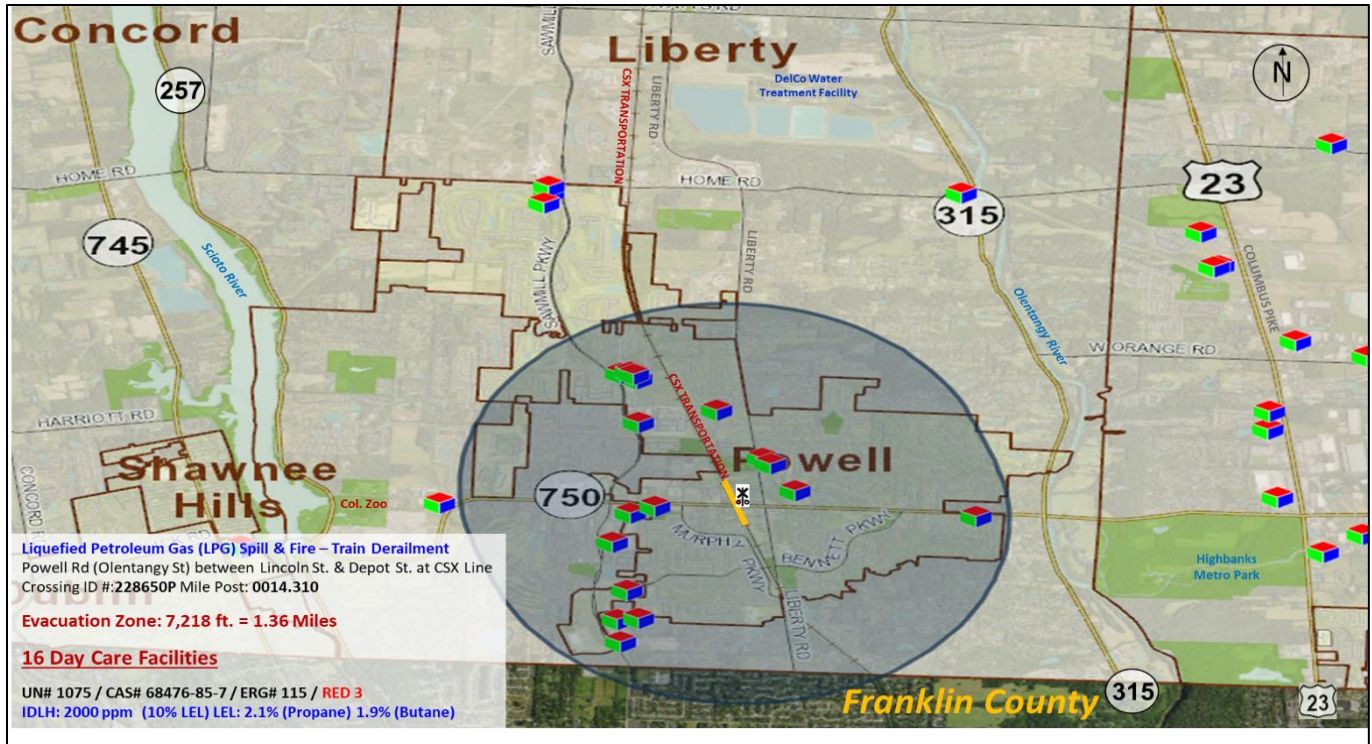 Concord
SAWMILL
Liberty
257
CSX TRANSPORTATION
LIBERTY RD
DelCo Water
Treatment Facility
N
HOME RD
HOME RD
23
745
315
Scioto River
SAWMILL PKWY
LIBERTY RD
COLUMBUS PIKE
Olentangy River
W ORANGE RD
HARRIOTT RD
CSX TRANSPORTATION
Shawnee
Hills
CONCORD RD
Col. Zoo
750
Powell
MURPHY PKWY
BENNETT PKWY
LIBERTY RD
Highbanks
Metro Park
Liquefied Petroleum Gas (LPG) Spill & Fire – Train Derailment
Powell Rd (Olentangy St) between Lincoln St. & Depot St. at CSX Line
Crossing ID #:228650P Mile Post: 0014.310
Evacuation Zone: 7,218 ft. = 1.36 Miles
16 Day Care Facilities
UN# 1075 / CAS# 68476-85-7 / ERG# 115 / RED 3
IDLH: 2000 ppm (10% LEL) LEL: 2.1% (Propane) 1.9% (Butane)
Franklin County
315
23